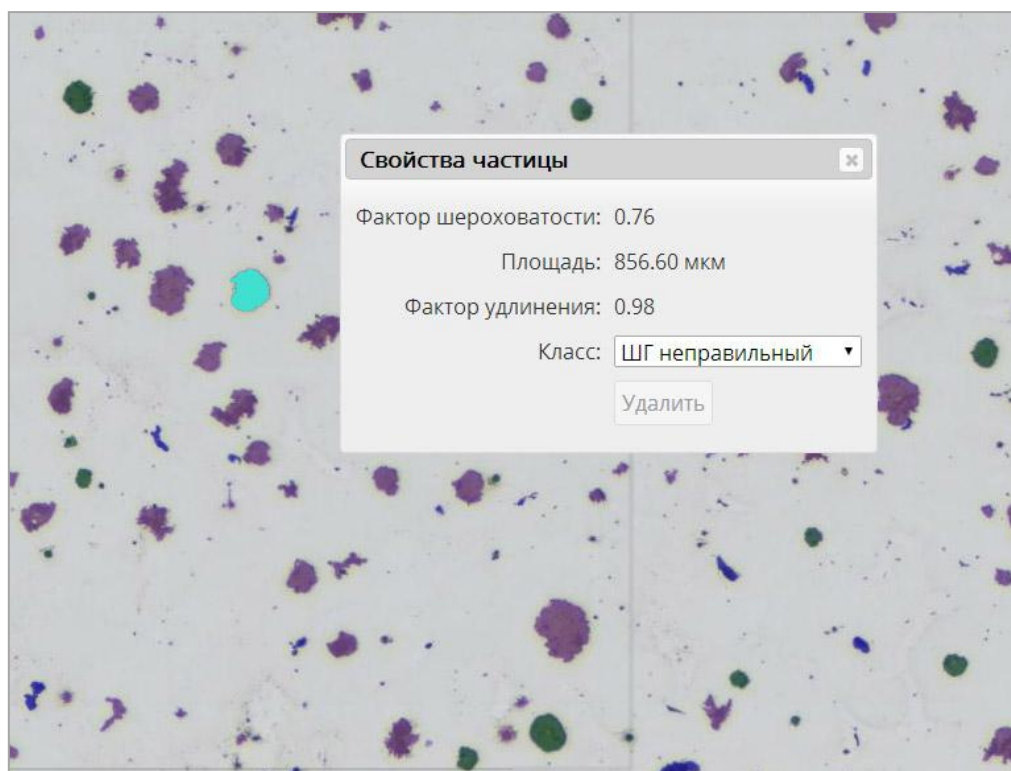 Свойства частицы
Фактор шероховатости: 0.76
Площадь: 856.60 мкм
Фактор удлинения: 0.98
Класс: ШГ неправильный
Удалить